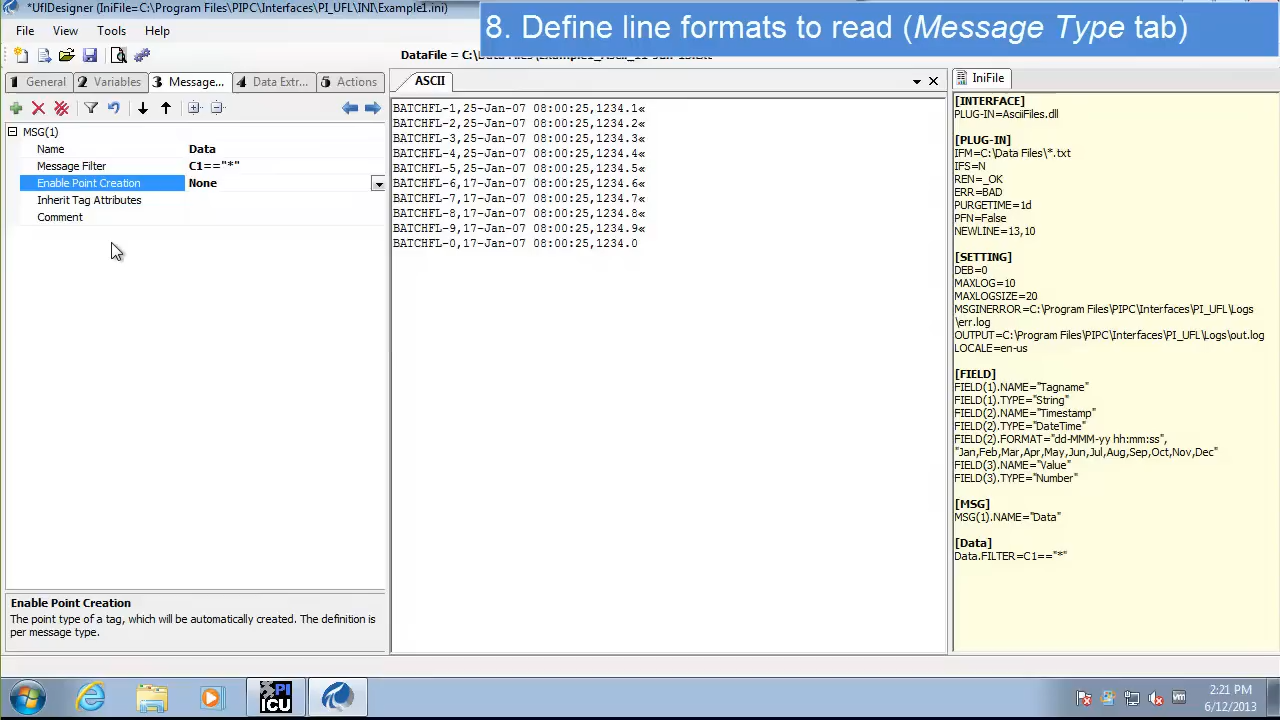 *UflDesigner (IniFile=C:\Program Files\PIPC\Interfaces\PI_UFL\INI\Example1.ini)
8. Define line formats to read (Message Type tab)
File View Tools Help
1 General 2 Variables 3 Message... 4 Data Extr... 5 Actions
MSG(1)
Name Data
Message Filter C1=="*"
Enable Point Creation None
Inherit Tag Attributes
Comment
Enable Point Creation
The point type of a tag, which will be automatically created. The definition is
per message type.
ASCII
BATCHFL-1,25-Jan-07 08:00:25,1234.1«
BATCHFL-2,25-Jan-07 08:00:25,1234.2«
BATCHFL-3,25-Jan-07 08:00:25,1234.3«
BATCHFL-4,25-Jan-07 08:00:25,1234.4«
BATCHFL-5,25-Jan-07 08:00:25,1234.5«
BATCHFL-6,17-Jan-07 08:00:25,1234.6«
BATCHFL-7,17-Jan-07 08:00:25,1234.7«
BATCHFL-8,17-Jan-07 08:00:25,1234.8«
BATCHFL-9,17-Jan-07 08:00:25,1234.9«
BATCHFL-0,17-Jan-07 08:00:25,1234.0
IniFile
[INTERFACE]
PLUG-IN=AsciiFiles.dll
[PLUG-IN]
IFM=C:\Data Files\*.txt
IFS=N
REN=_OK
ERR=BAD
PURGETIME=1d
PFN=False
NEWLINE=13,10
[SETTING]
DEB=0
MAXLOG=10
MAXLOGSIZE=20
MSGINERROR=C:\Program Files\PIPC\Interfaces\PI_UFL\Logs
\err.log
OUTPUT=C:\Program Files\PIPC\Interfaces\PI_UFL\Logs\out.log
LOCALE=en-us
[FIELD]
FIELD(1).NAME="Tagname"
FIELD(1).TYPE="String"
FIELD(2).NAME="Timestamp"
FIELD(2).TYPE="DateTime"
FIELD(2).FORMAT="dd-MMM-yy hh:mm:ss",
"Jan,Feb,Mar,Apr,May,Jun,Jul,Aug,Sep,Oct,Nov,Dec"
FIELD(3).NAME="Value"
FIELD(3).TYPE="Number"
[MSG]
MSG(1).NAME="Data"
[Data]
Data.FILTER=C1=="*"
PI
ICU
2:21 PM
6/12/2013